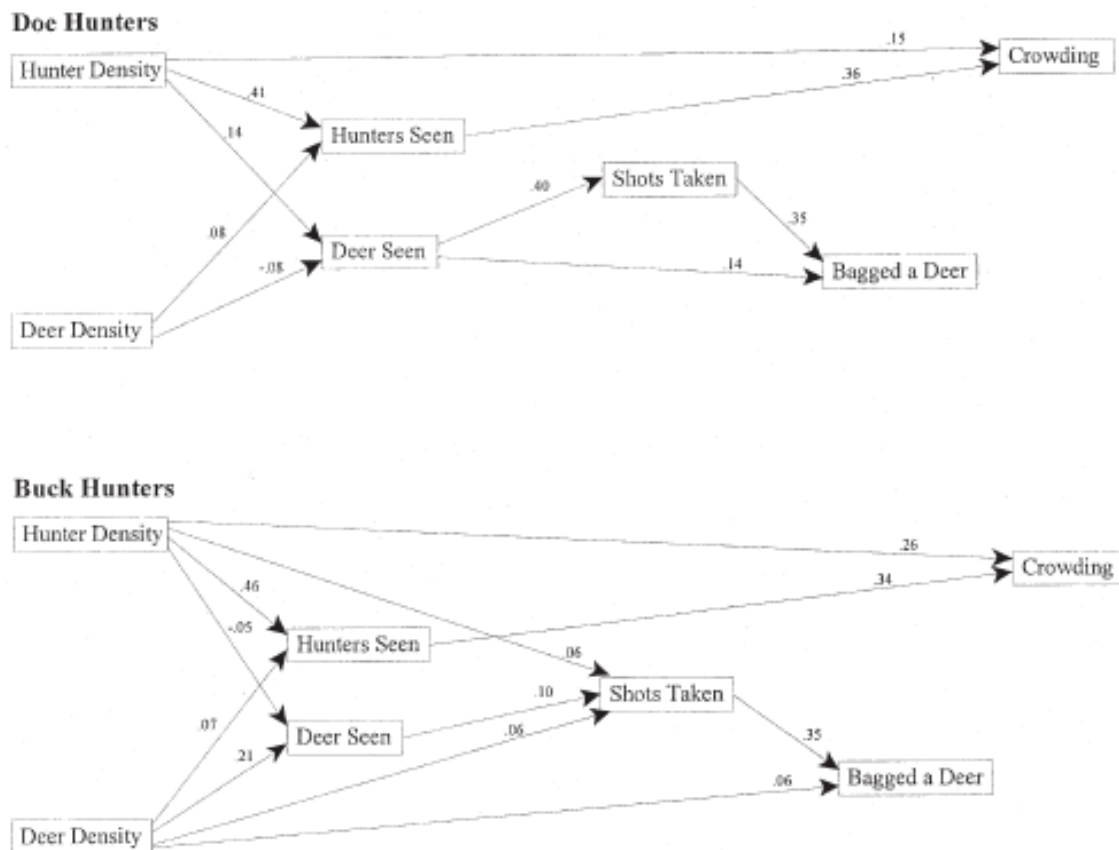 Doe Hunters
Hunter Density
.15
Crowding
.41
.36
.14
Hunters Seen
Shots Taken
.40
.08
.35
Deer Seen
-.08
.14
Bagged a Deer
Deer Density
Buck Hunters
Hunter Density
.26
Crowding
.46
.34
-.05
Hunters Seen
.06
Shots Taken
.10
.07
Deer Seen
.06
.35
.21
Bagged a Deer
.06
Deer Density